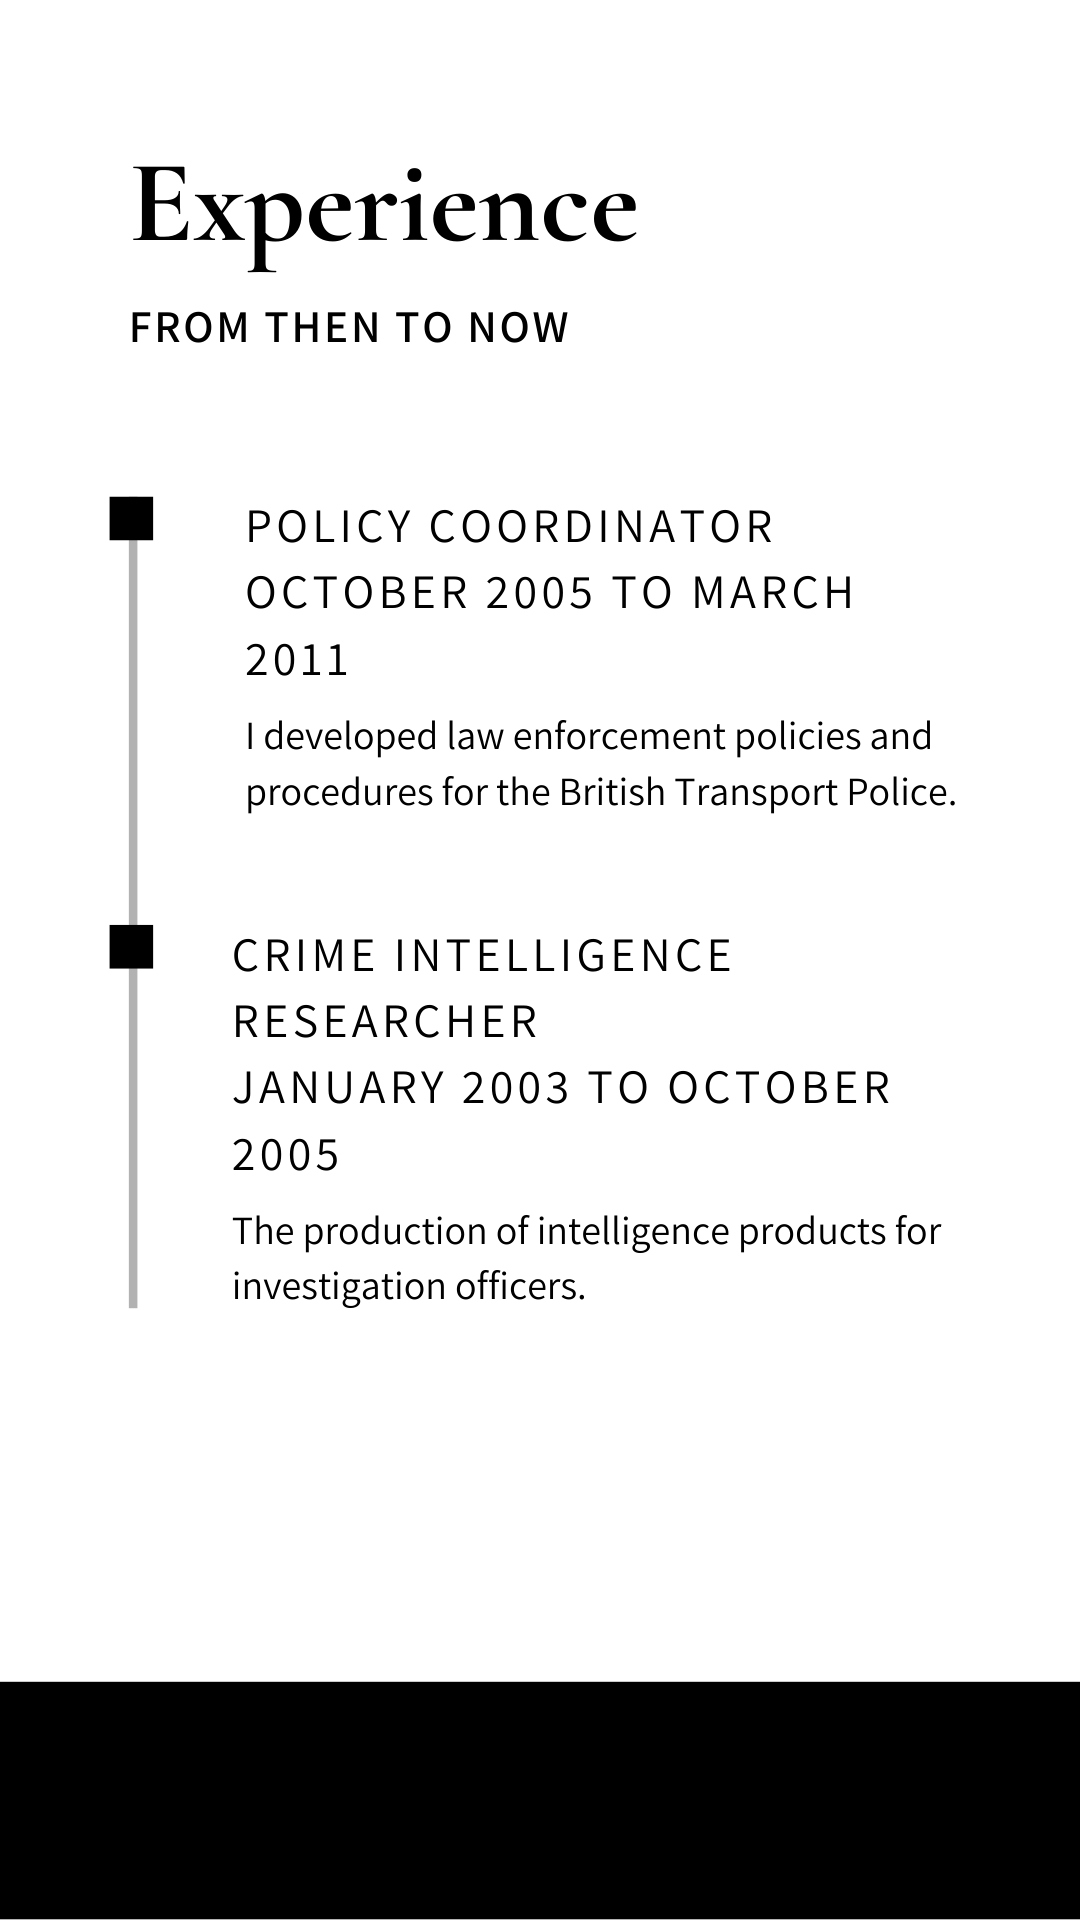 Experience
FROM THEN TO NOW
POLICY COORDINATOR
OCTOBER 2005 TO MARCH
2011
I developed law enforcement policies and
procedures for the British Transport Police.
CRIME INTELLIGENCE
RESEARCHER
JANUARY 2003 TO OCTOBER
2005
The production of intelligence products for
investigation officers.